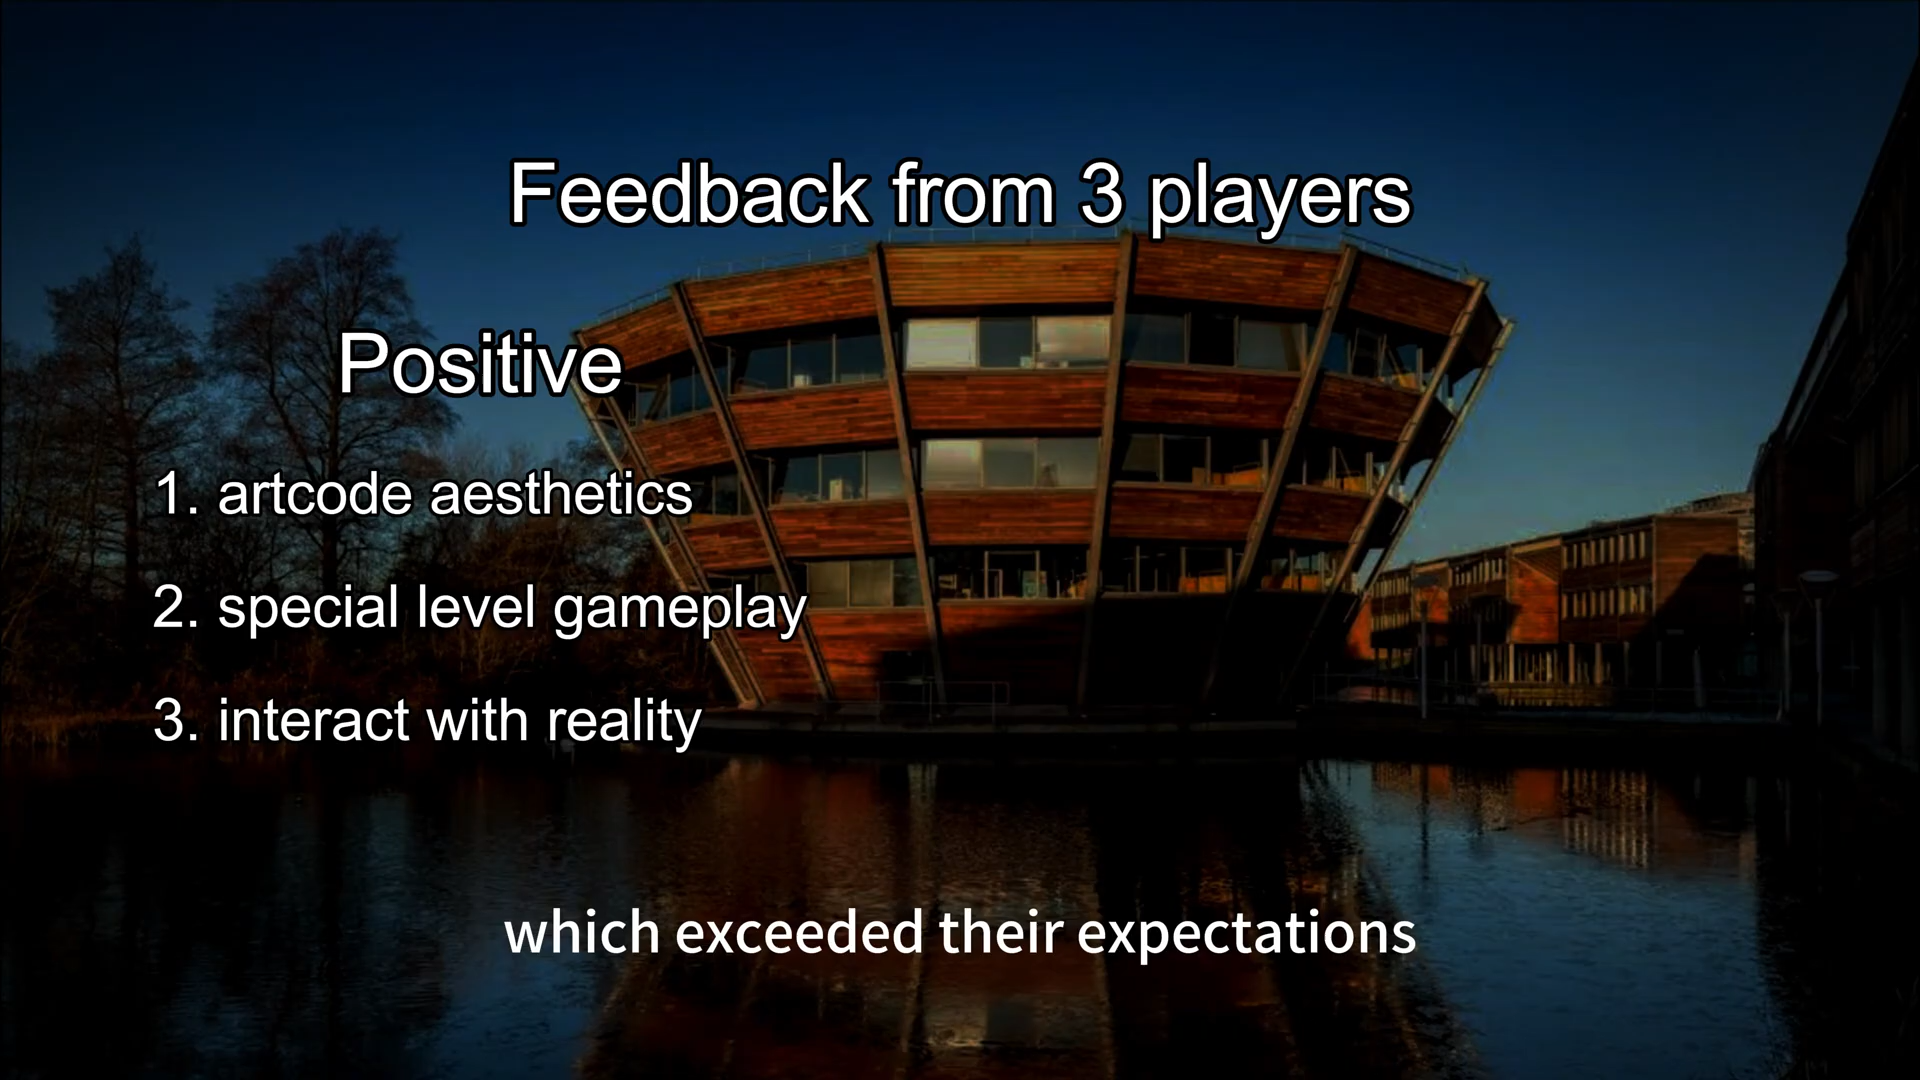 Feedback from 3 players
Positive
1. artcode aesthetics
2. special level gameplay
3. interact with reality
which exceeded their expectations